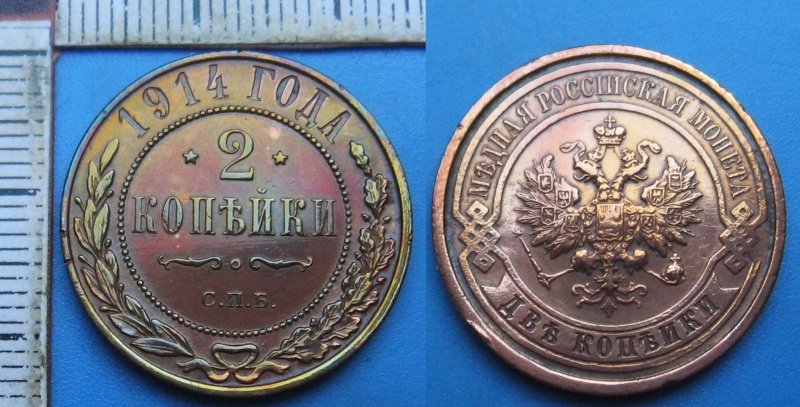 1914 ГОДА
2
КОПѢЙКИ
С.П.Б.
МѢДНАЯ РОССIЙСКАЯ МОНЕТА
ДВѢ КОПѢЙКИ